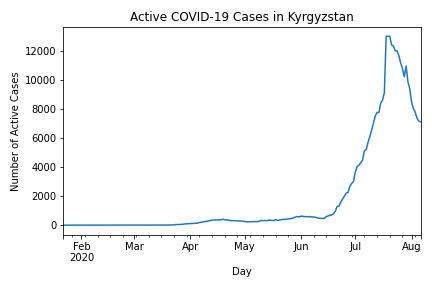 Active COVID-19 Cases in Kyrgyzstan
Number of Active Cases
12000
10000
8000
6000
4000
2000
0
Feb Mar Apr May Jun Jul Aug
2020
Day